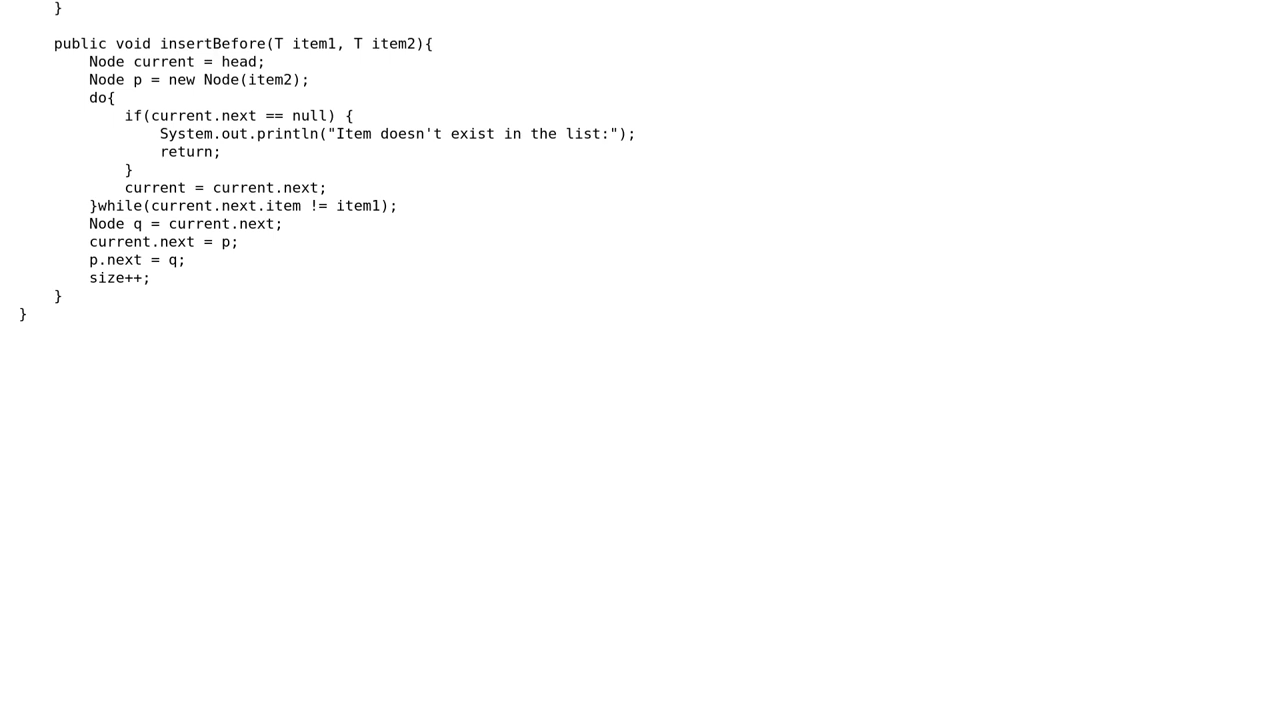 }

    public void insertBefore(T item1, T item2){
        Node current = head;
        Node p = new Node(item2);
        do{
            if(current.next == null) {
                System.out.println("Item doesn't exist in the list:");
                return;
            }
            current = current.next;
        }while(current.next.item != item1);
        Node q = current.next;
        current.next = p;
        p.next = q;
        size++;
    }
}